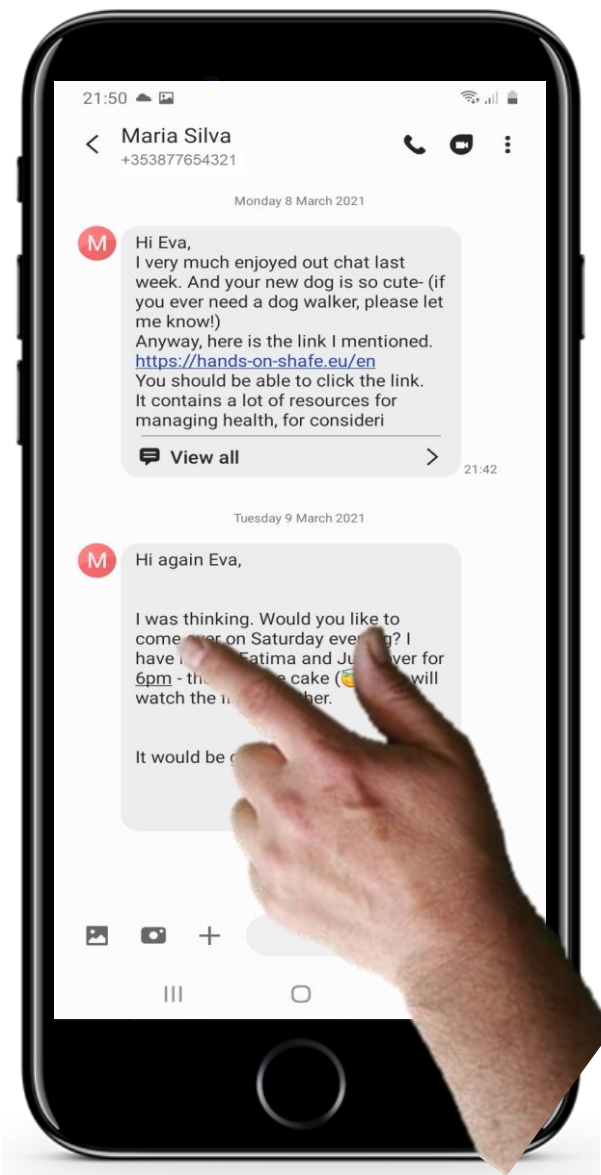 21:50
Maria Silva
+353877654321
Monday 8 March 2021
M
Hi Eva,
I very much enjoyed out chat last
week. And your new dog is so cute- (if
you ever need a dog walker, please let
me know!)
Anyway, here is the link I mentioned.
https://hands-on-shafe.eu/en
You should be able to click the link.
It contains a lot of resources for
managing health, for consideri
View all
21:42
Tuesday 9 March 2021
M
Hi again Eva,
I was thinking. Would you like to
come over on Saturday evening? I
have Fatima and over for
6pm - cake ( will
watch the
It would be